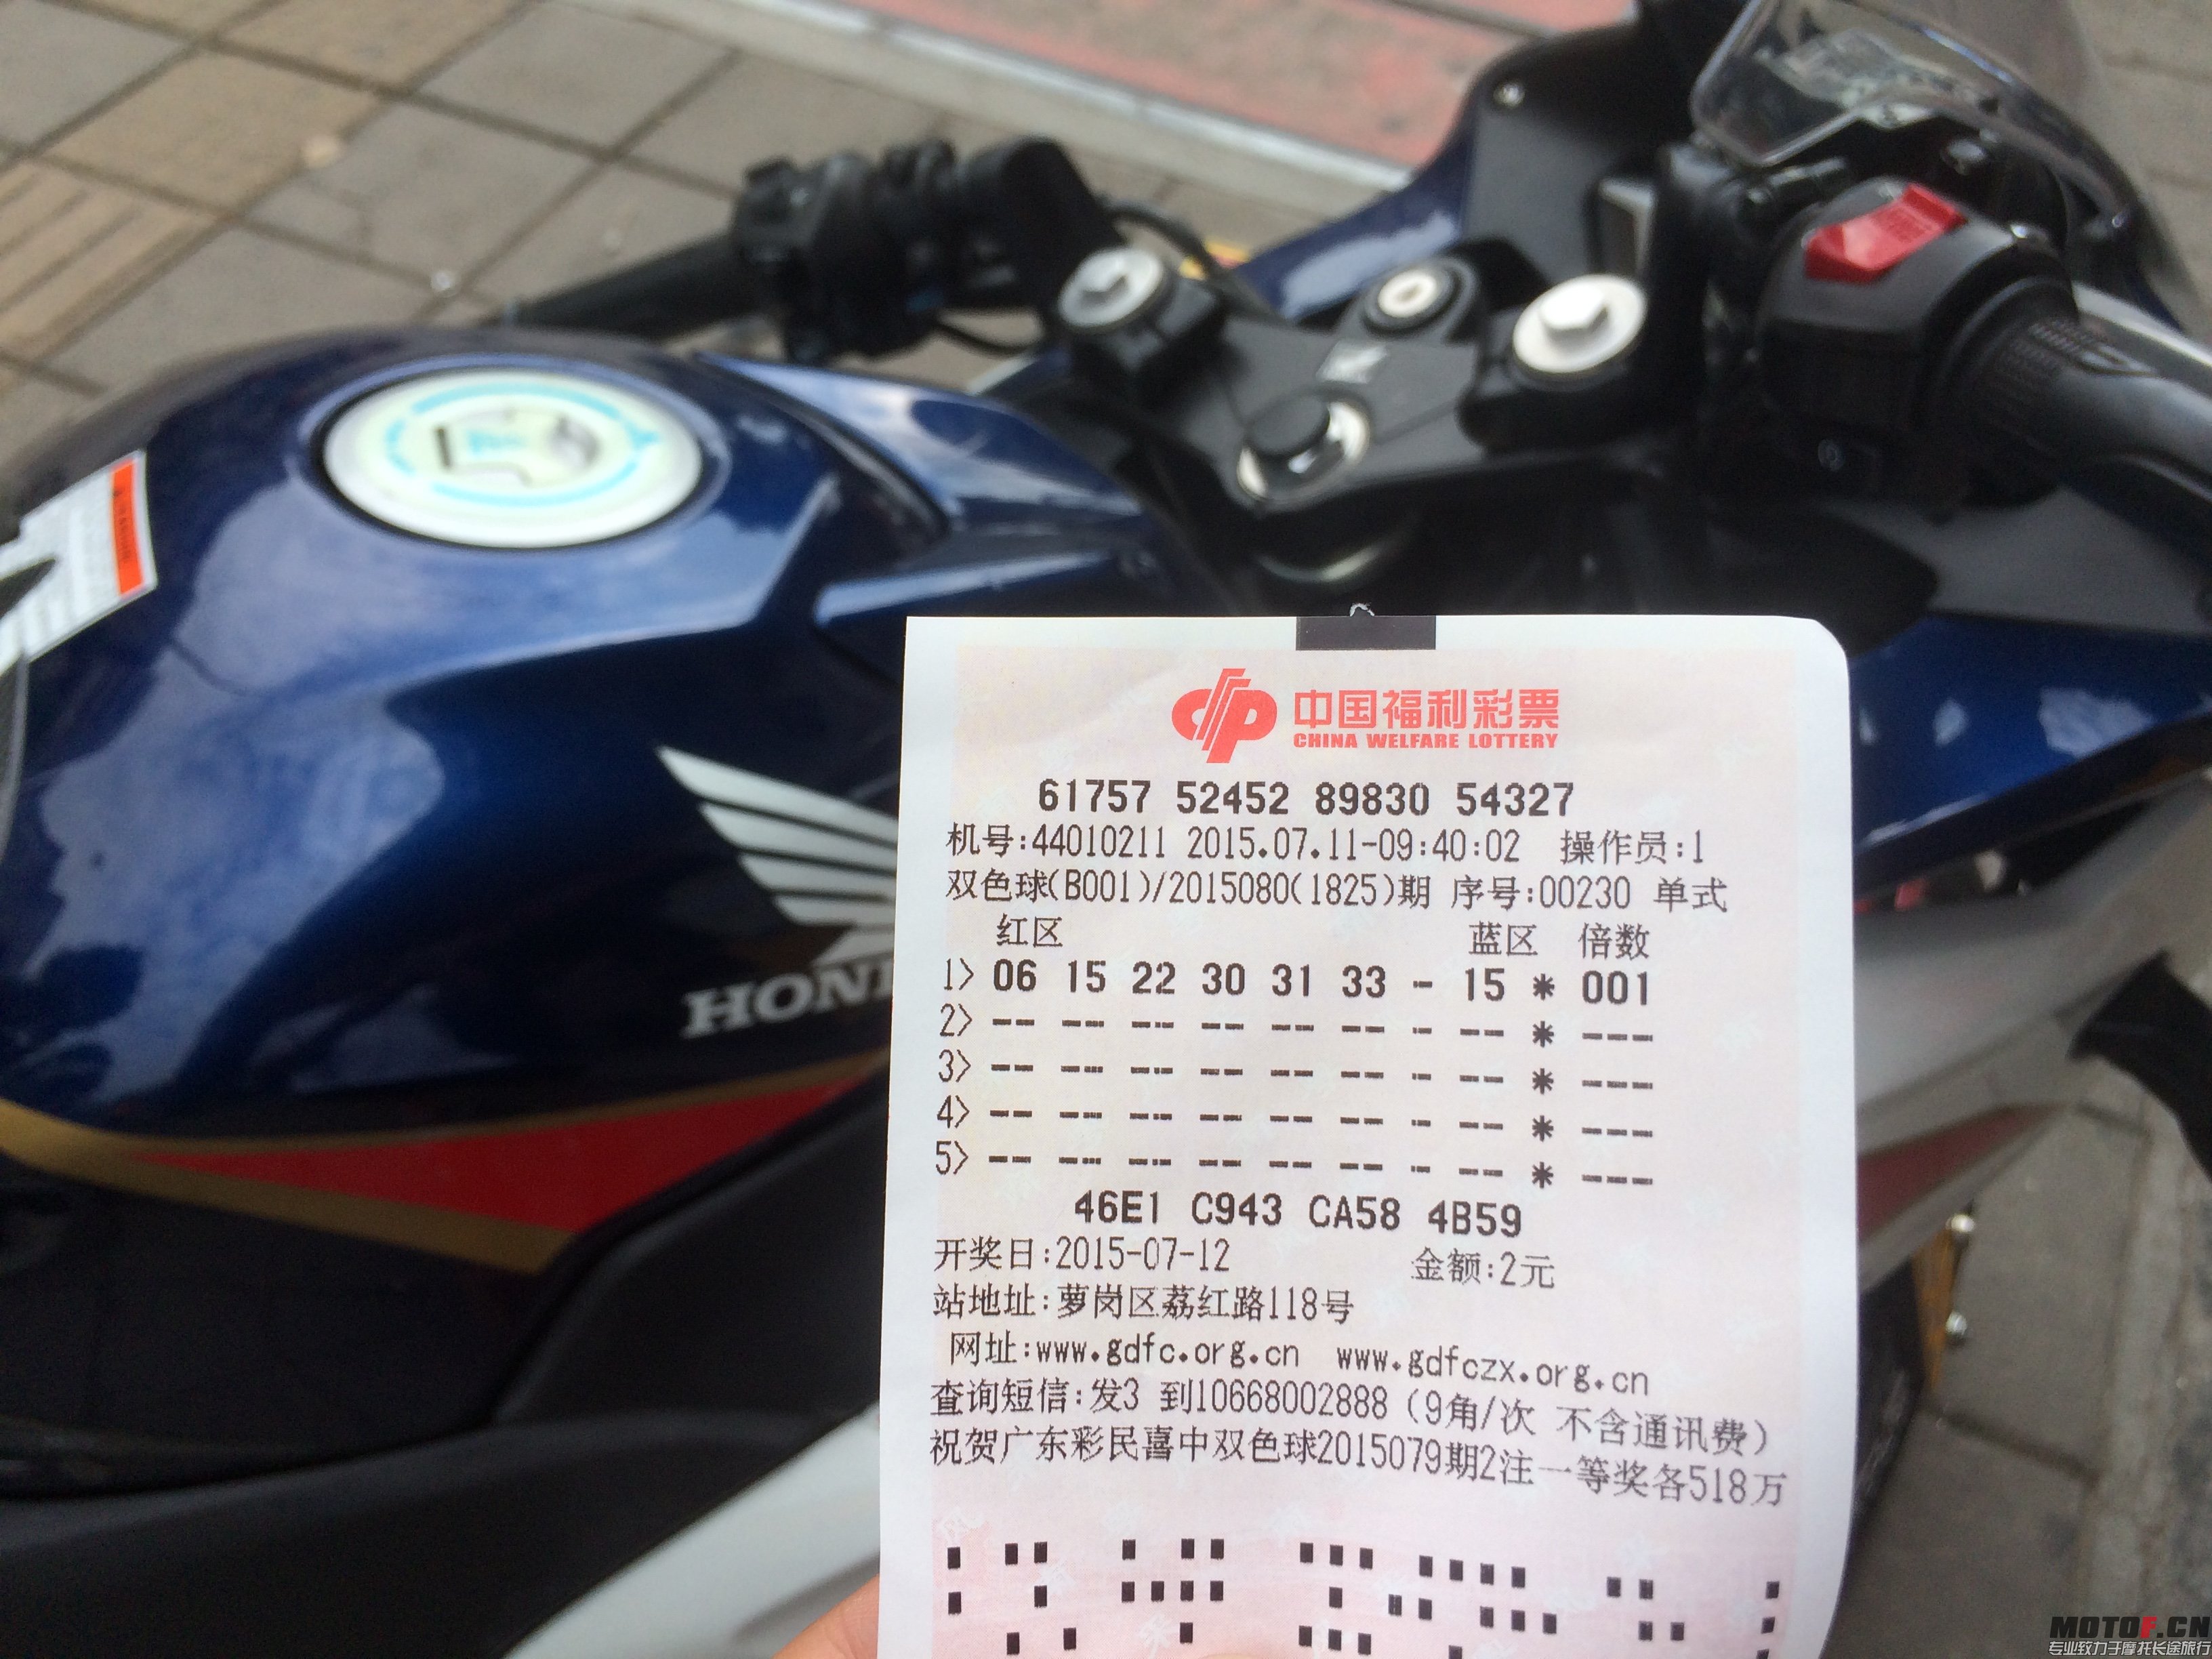 中国福利彩票
CHINA WELFARE LOTTERY
61757 52452 89830 54327
机号:44010211 2015.07.11-09:40:02 操作员:1
双色球(B001)/2015080(1825)期 序号:00230 单式
红区 蓝区 倍数
1> 06 15 22 30 31 33 - 15 * 001
2> -- -- -- -- -- -- - -- * ---
3> -- -- -- -- -- -- - -- * ---
4> -- -- -- -- -- -- - -- * ---
5> -- -- -- -- -- -- - -- * ---
46E1 C943 CA58 4B59
开奖日:2015-07-12 金额:2元
站地址:萝岗区荔红路118号
网址:www.gdfc.org.cn www.gdfczx.org.cn
查询短信:发3 到10668002888（9角/次 不含通讯费）
祝贺广东彩民喜中双色球2015079期2注一等奖各518万
HON
MOTOF.CN
专业致力于摩托长途旅行